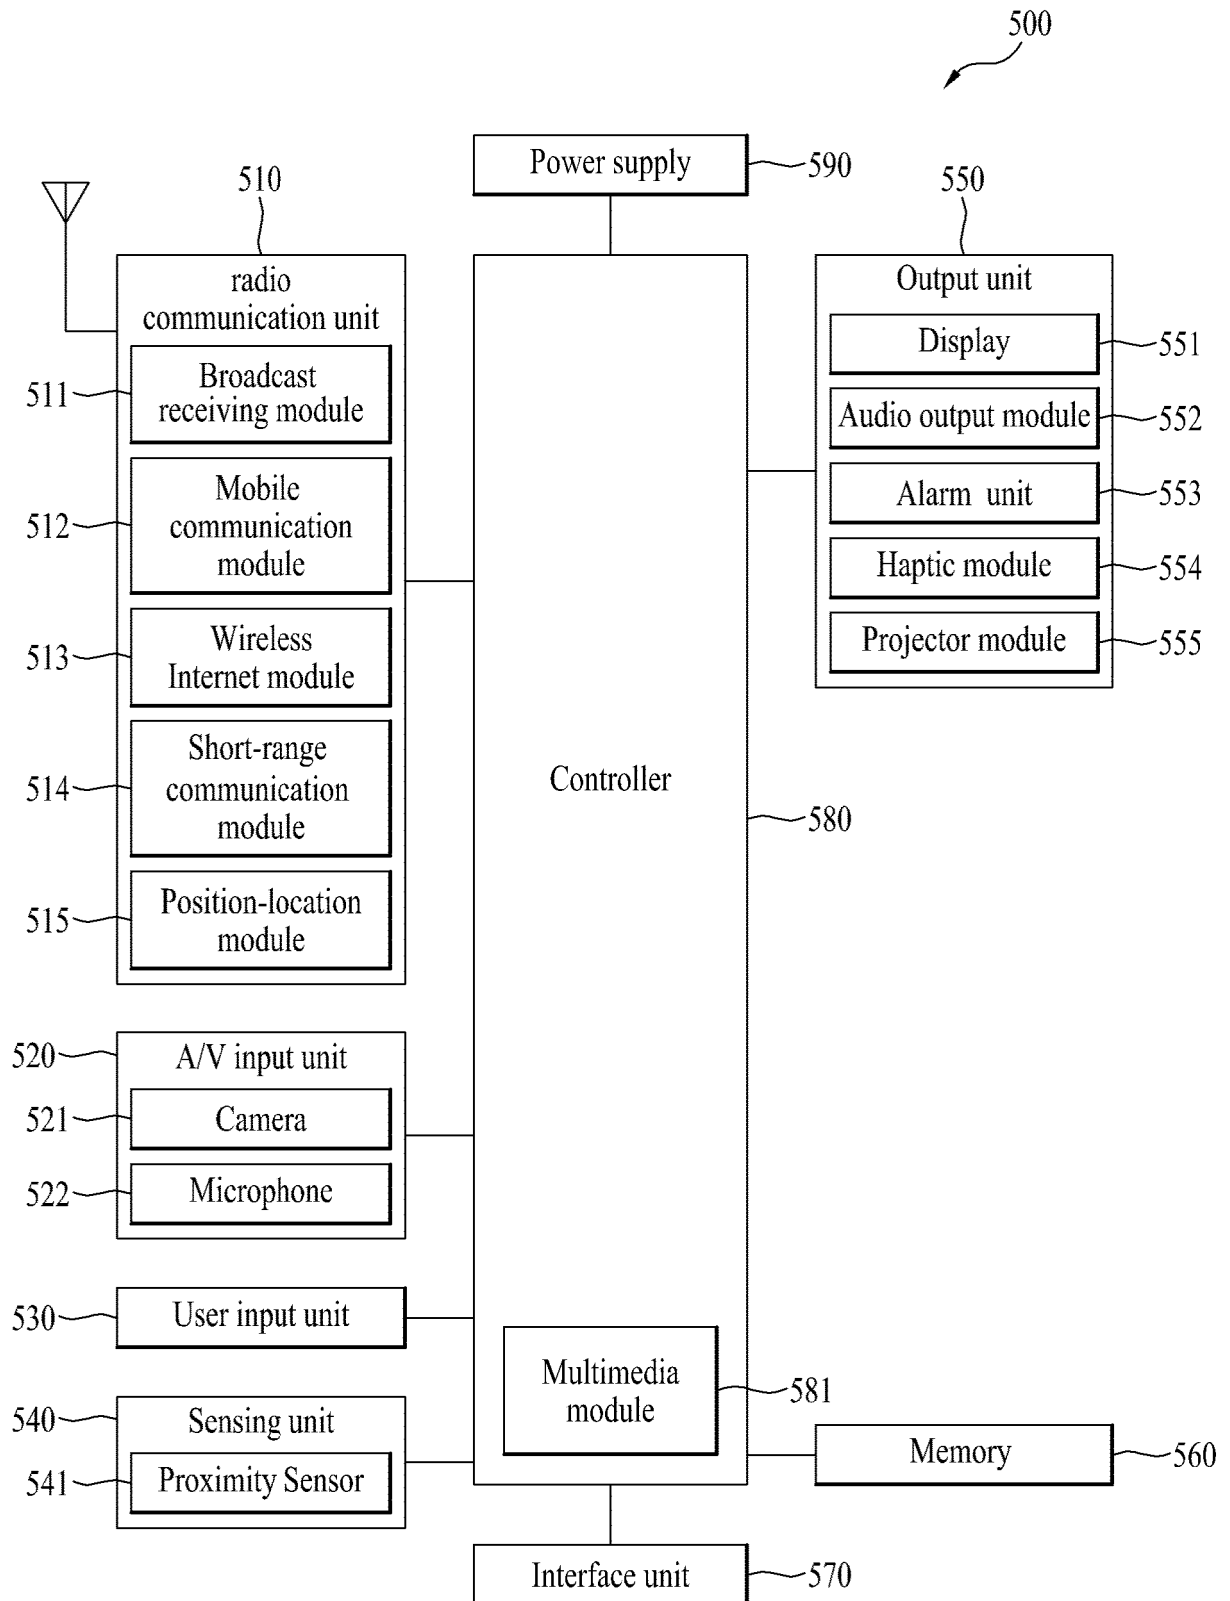 500
Power supply
590
510
radio
communication unit
511
Broadcast
receiving module
512
Mobile
communication
module
513
Wireless
Internet module
514
Short-range
communication
module
515
Position-location
module
520
A/V input unit
521
Camera
522
Microphone
530
User input unit
540
Sensing unit
541
Proximity Sensor
Controller
580
Multimedia
module
581
550
Output unit
Display
551
Audio output module
552
Alarm unit
553
Haptic module
554
Projector module
555
Memory
560
Interface unit
570